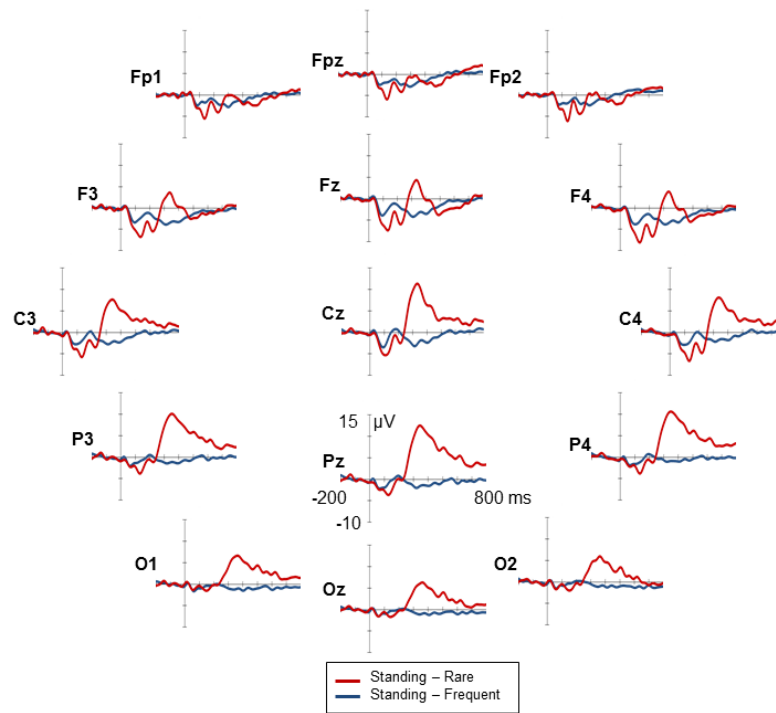 Fp1
Fpz
Fp2
F3
Fz
F4
C3
Cz
C4
P3
15 µV
Pz
P4
-200
800 ms
-10
O1
Oz
O2
Standing – Rare
Standing – Frequent